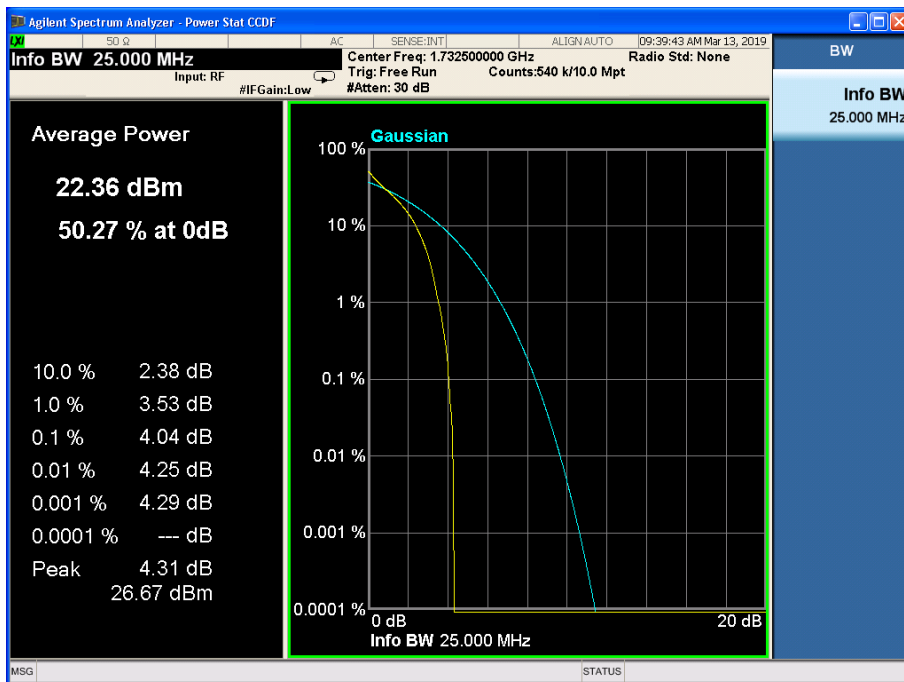 Agilent Spectrum Analyzer - Power Stat CCDF
LXI 50 Ω AC SENSE:INT ALIGN AUTO 09:39:43 AM Mar 13, 2019
Info BW 25.000 MHz
Center Freq: 1.732500000 GHz Radio Std: None
Input: RF Trig: Free Run Counts:540 k/10.0 Mpt
#IFGain:Low #Atten: 30 dB
BW
Info BW
25.000 MHz
Average Power
22.36 dBm
50.27 % at 0dB
10.0 % 2.38 dB
1.0 % 3.53 dB
0.1 % 4.04 dB
0.01 % 4.25 dB
0.001 % 4.29 dB
0.0001 % --- dB
Peak 4.31 dB
26.67 dBm
Gaussian
100 %
10 %
1 %
0.1 %
0.01 %
0.001 %
0.0001 %
0 dB 20 dB
Info BW 25.000 MHz
MSG STATUS